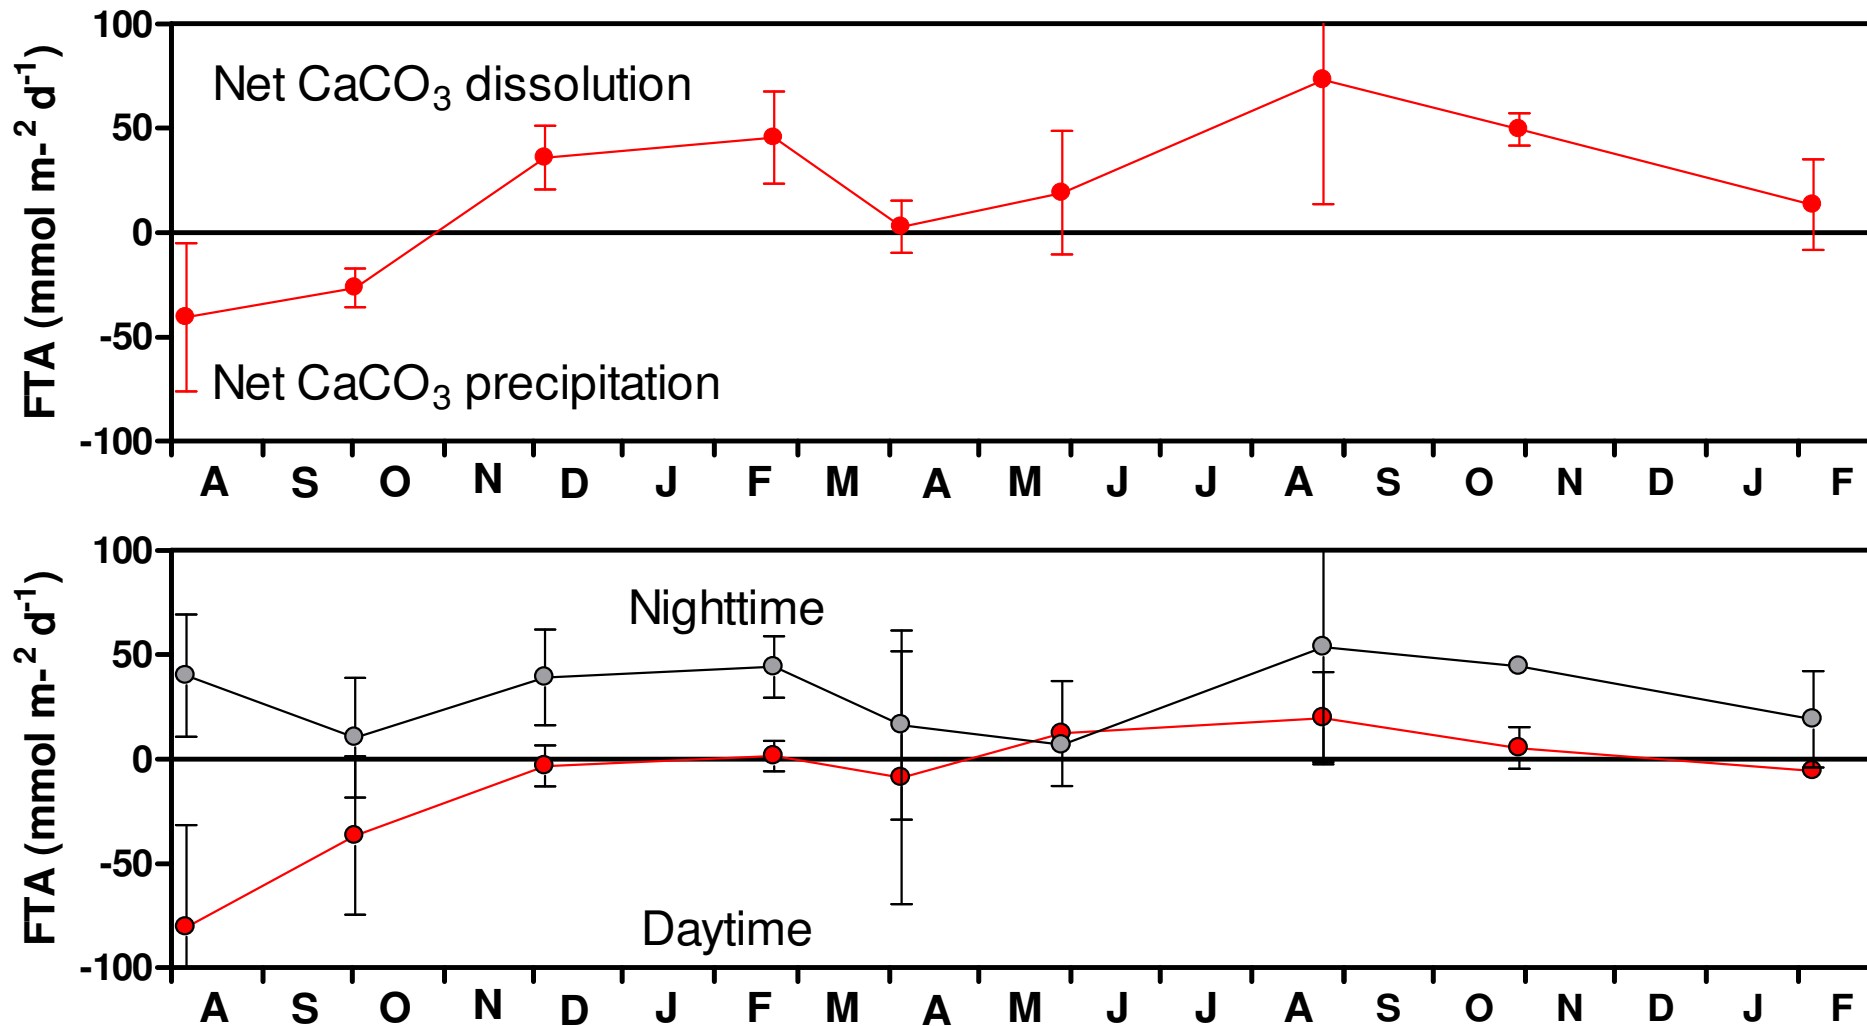 100
50
0
-50
-100
FTA (mmol m-² d⁻¹)
Net CaCO₃ dissolution
Net CaCO₃ precipitation
A S O N D J F M A M J J A S O N D J F
100
50
0
-50
-100
FTA (mmol m-² d⁻¹)
Nighttime
Daytime
A S O N D J F M A M J J A S O N D J F